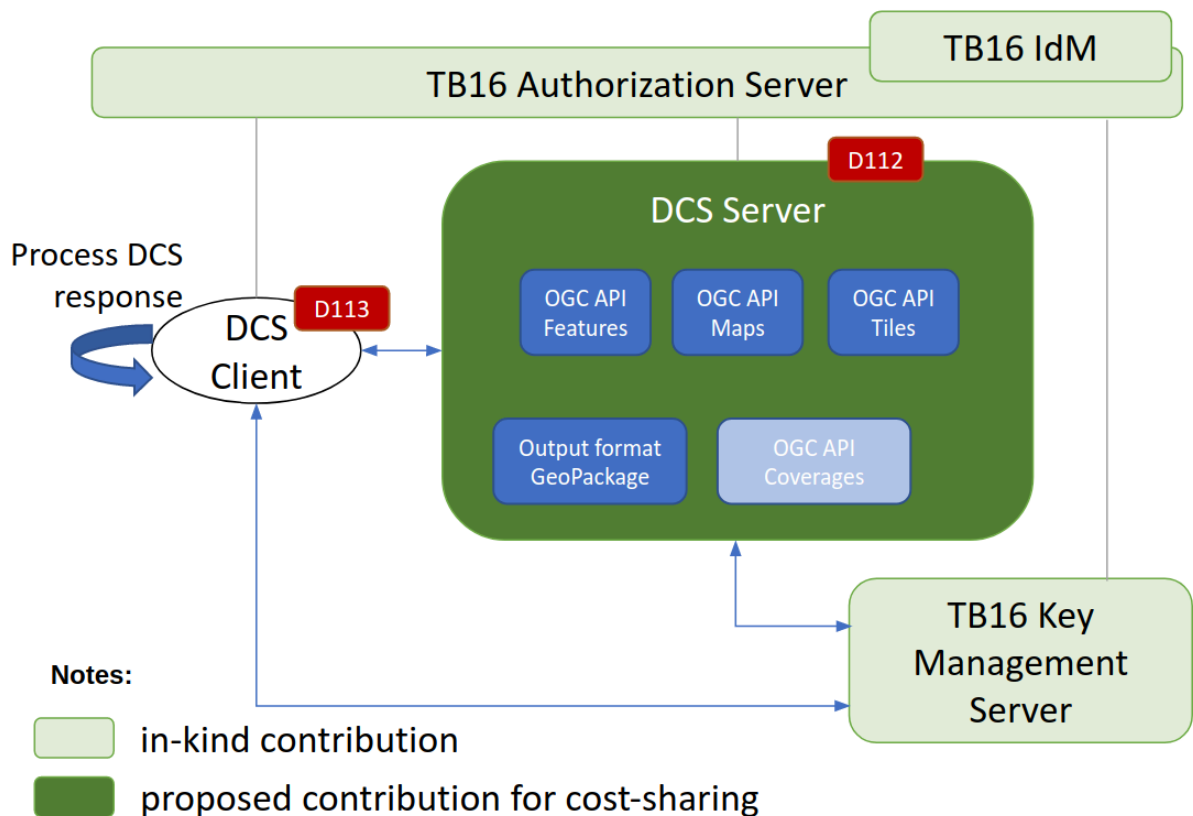 TB16 IdM
TB16 Authorization Server
D112
DCS Server
Process DCS
response
D113
DCS
Client
OGC API
Features
OGC API
Maps
OGC API
Tiles
Output format
GeoPackage
OGC API
Coverages
TB16 Key
Management
Server
Notes:
in-kind contribution
proposed contribution for cost-sharing